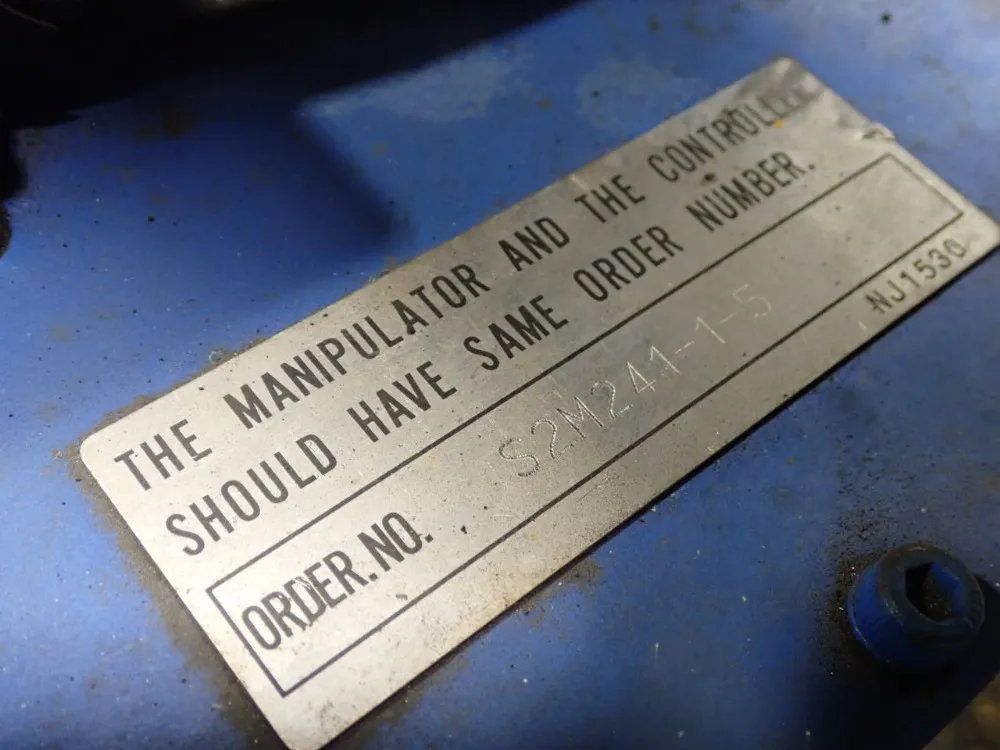 THE MANIPULATOR AND THE CONTROLLER
SHOULD HAVE SAME ORDER NUMBER.
ORDER.NO. S2M241-1-5
NJ1530